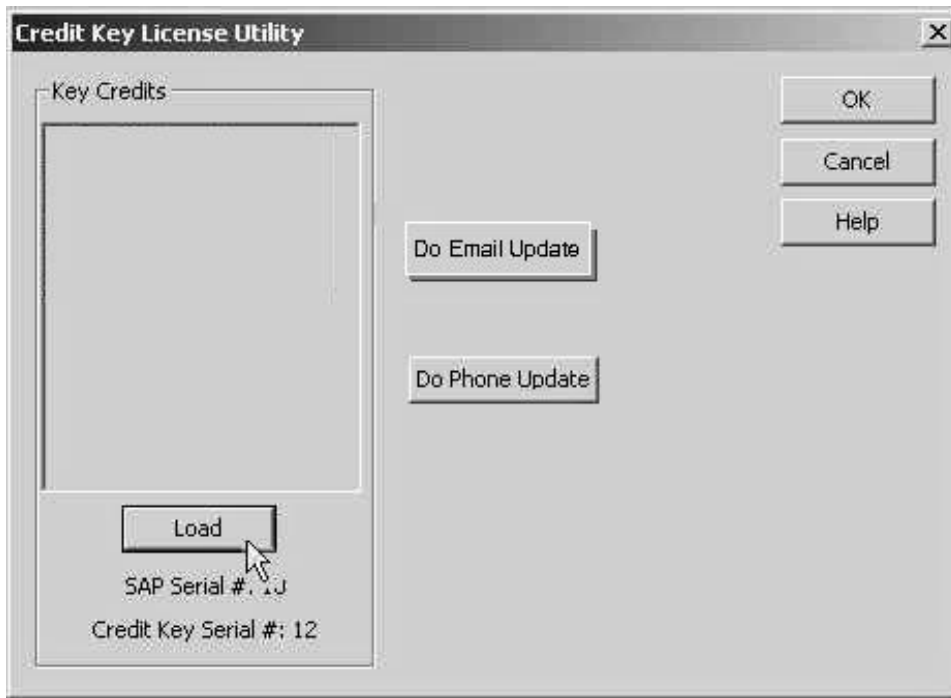 Credit Key License Utility
Key Credits
OK
Cancel
Help
Do Email Update
Do Phone Update
Load
SAP Serial #:
Credit Key Serial #: 12